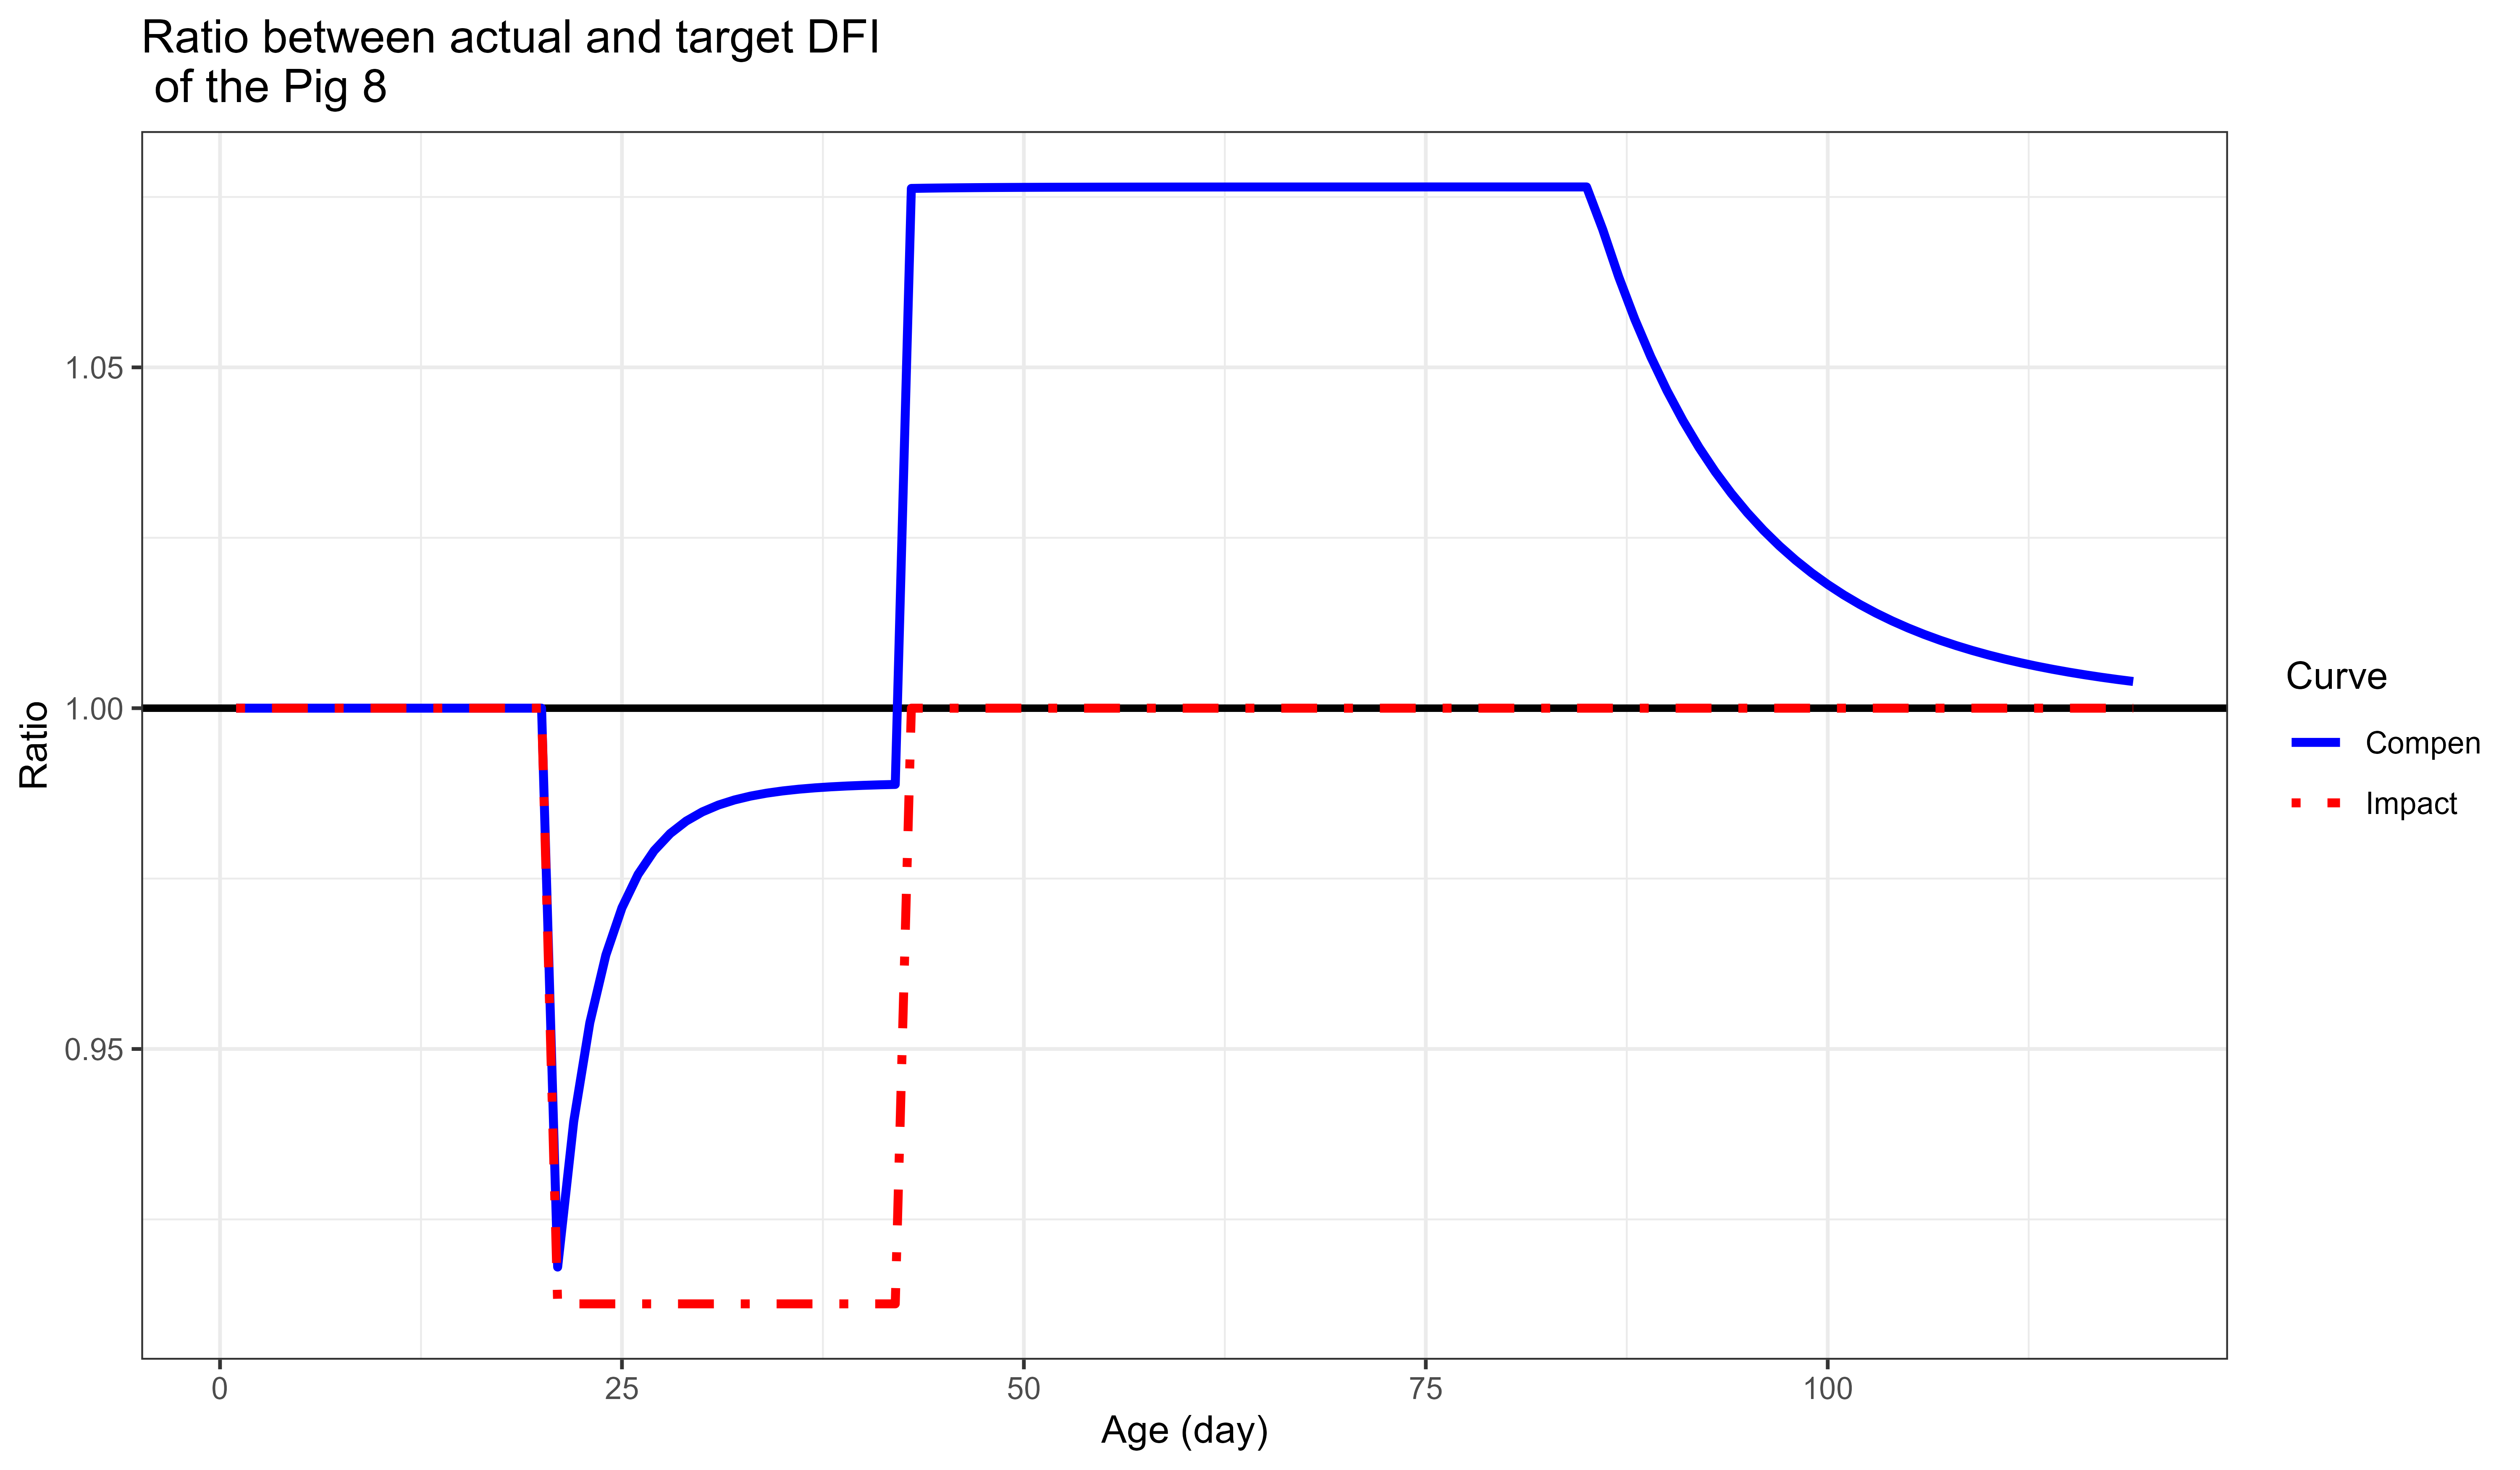 Ratio between actual and target DFI
of the Pig 8
1.05
1.00
0.95
Ratio
0
25
50
75
100
Age (day)
Curve
Compen
Impact